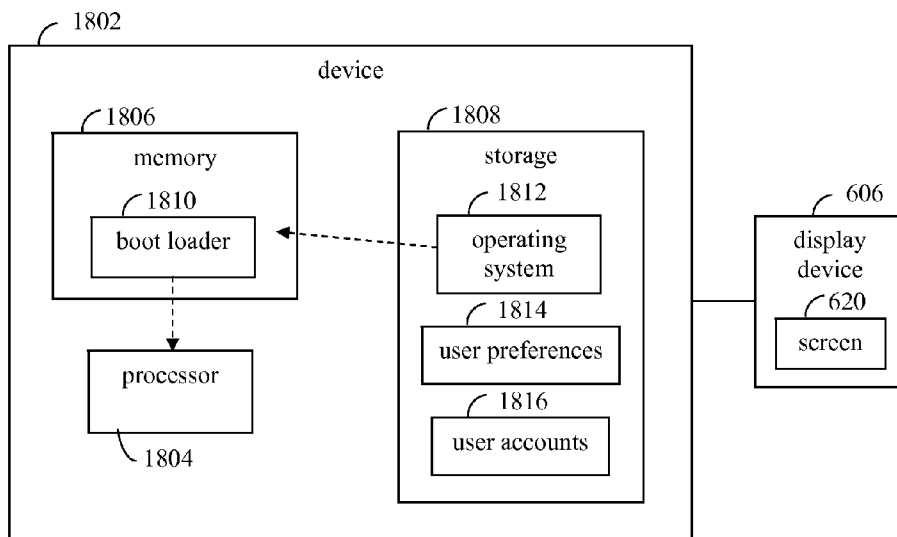 1802
device
1806
memory
1810
boot loader
processor
1804
1808
storage
1812
operating
system
1814
user preferences
1816
user accounts
606
display
device
620
screen